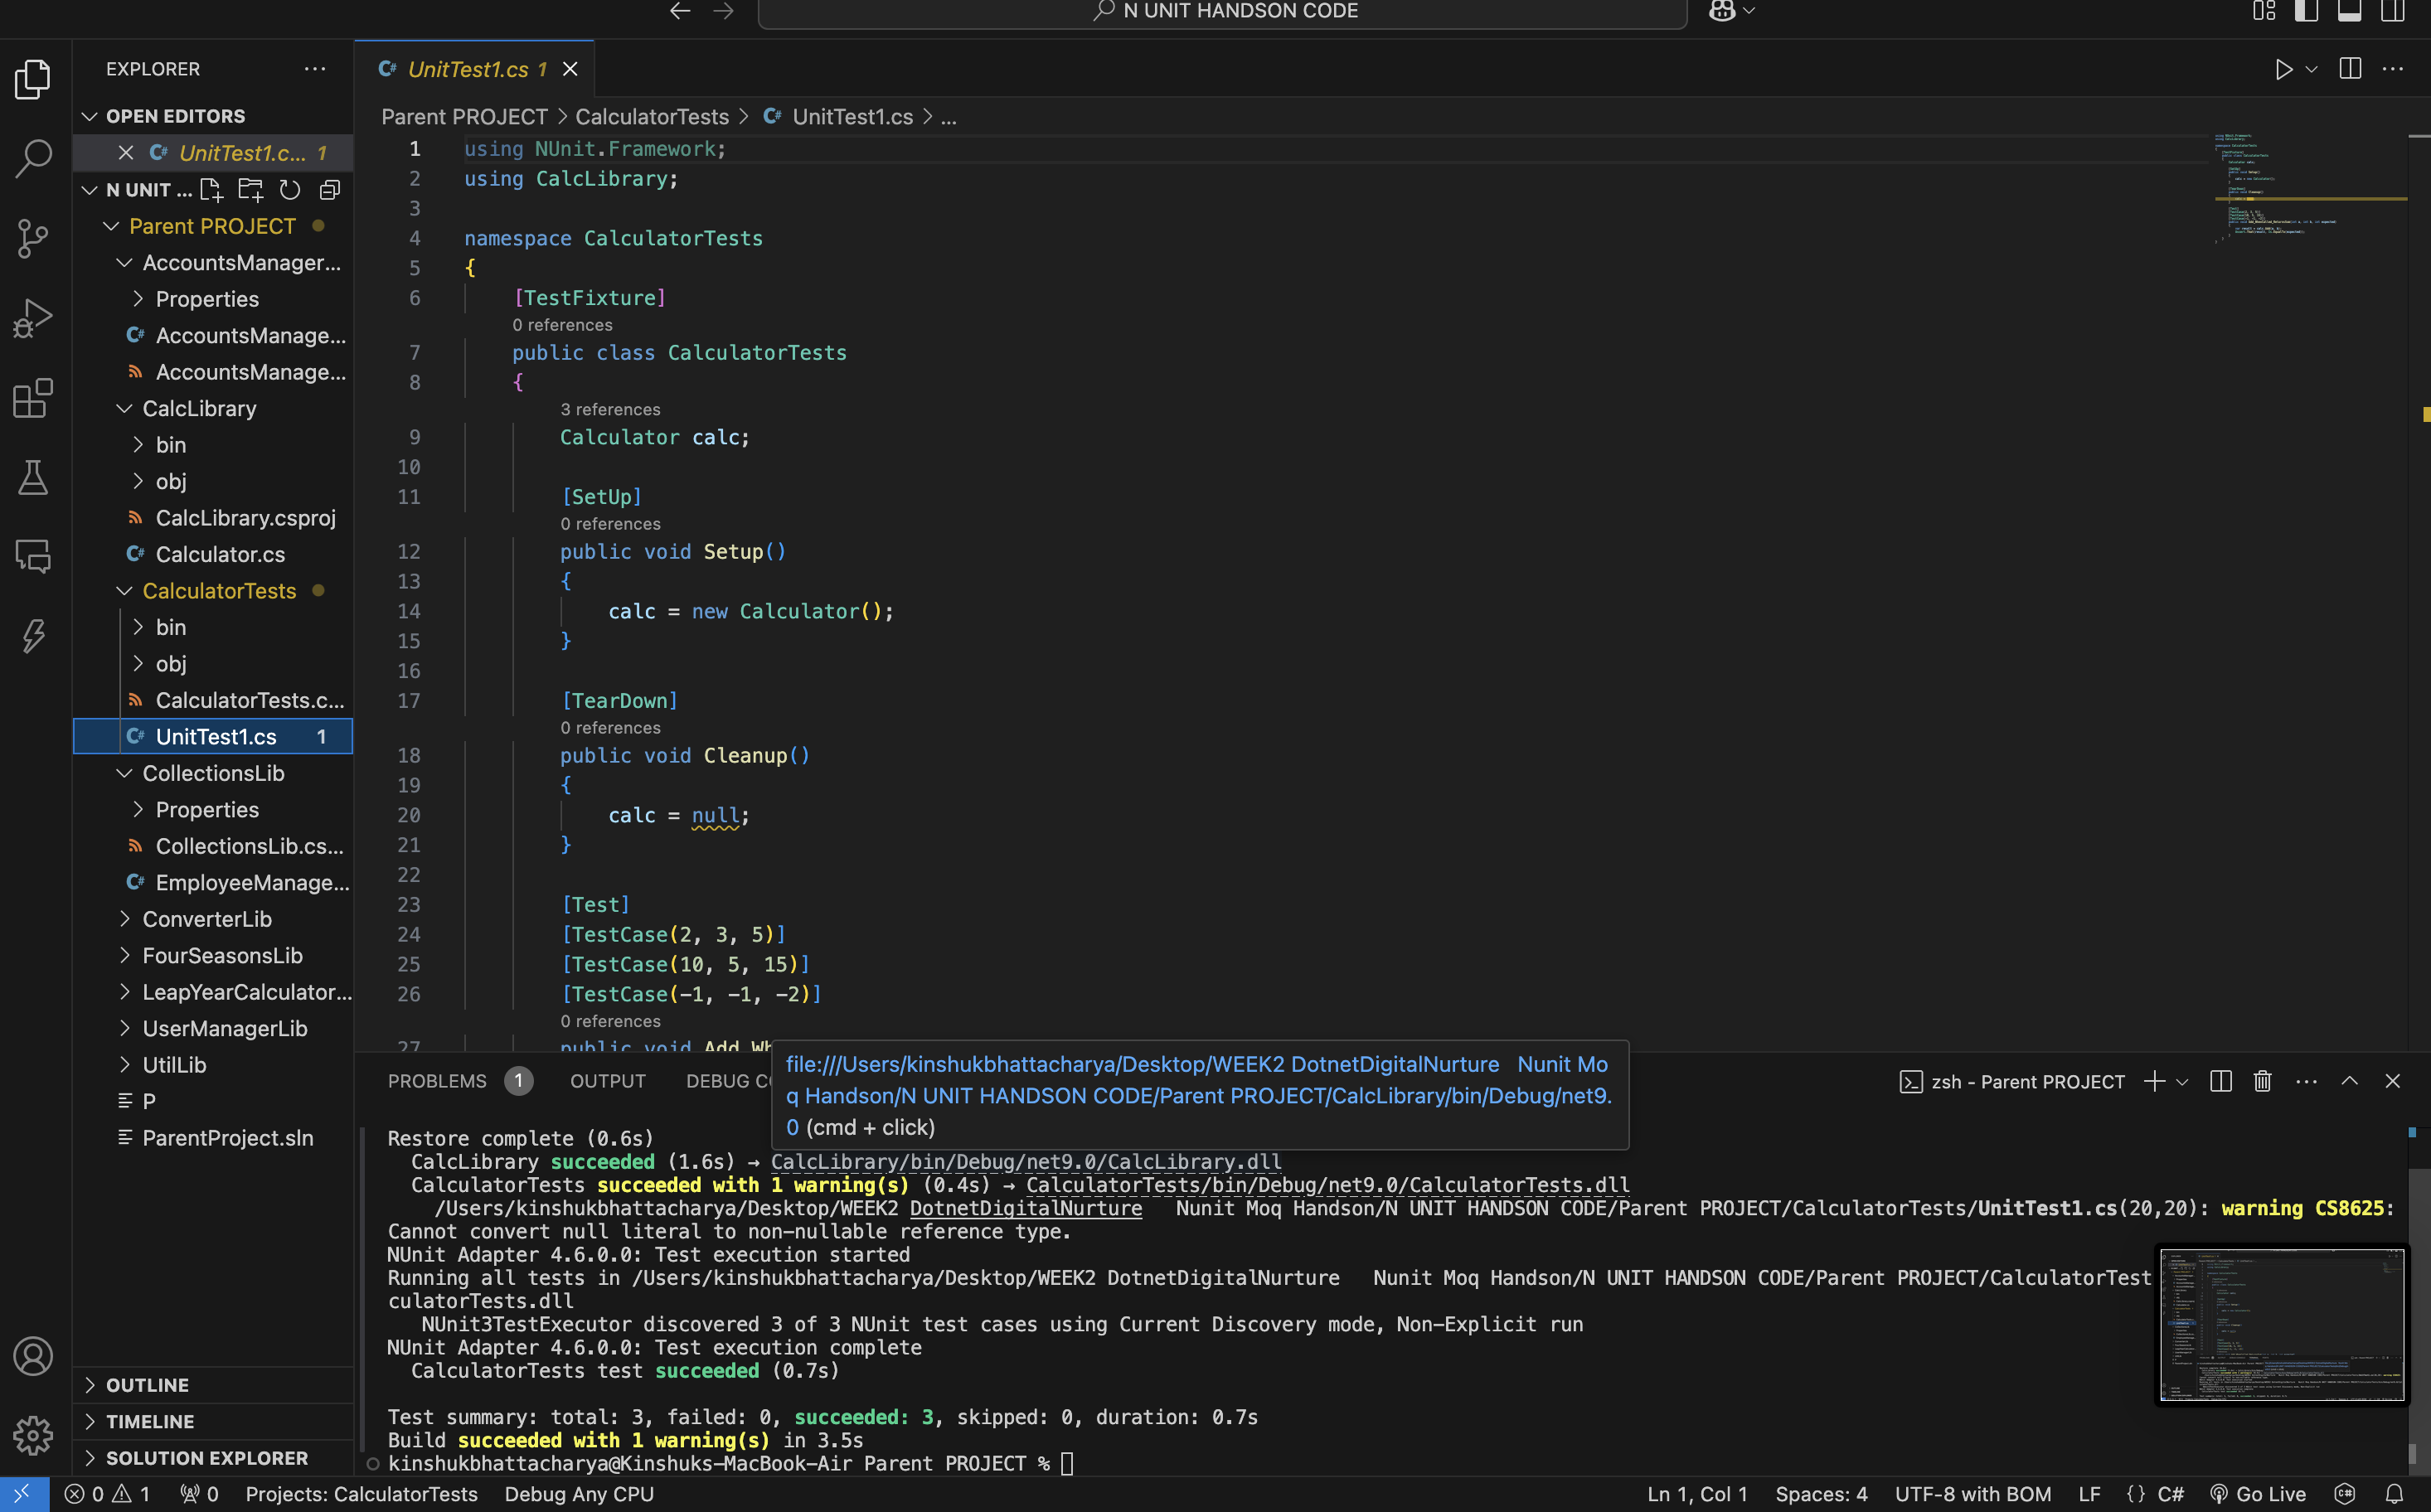 N UNIT HANDSON CODE
EXPLORER
OPEN EDITORS
UnitTest1.c... 1
N UNIT ...
Parent PROJECT
AccountsManager...
Properties
AccountsManage...
AccountsManage...
CalcLibrary
bin
obj
CalcLibrary.csproj
Calculator.cs
CalculatorTests
bin
obj
CalculatorTests.c...
UnitTest1.cs 1
CollectionsLib
Properties
CollectionsLib.cs...
EmployeeManage...
ConverterLib
FourSeasonsLib
LeapYearCalculator...
UserManagerLib
UtilLib
P
ParentProject.sln
OUTLINE
TIMELINE
SOLUTION EXPLORER
UnitTest1.cs 1
Parent PROJECT > CalculatorTests > UnitTest1.cs > ...
1 using NUnit.Framework;
2 using CalcLibrary;
3
4 namespace CalculatorTests
5 {
6 [TestFixture]
0 references
7 public class CalculatorTests
8 {
3 references
9 Calculator calc;
10
11 [SetUp]
0 references
12 public void Setup()
13 {
14 calc = new Calculator();
15 }
16
17 [TearDown]
0 references
18 public void Cleanup()
19 {
20 calc = null;
21 }
22
23 [Test]
24 [TestCase(2, 3, 5)]
25 [TestCase(10, 5, 15)]
26 [TestCase(-1, -1, -2)]
0 references
27 public void Add_Wh
file:///Users/kinshukbhattacharya/Desktop/WEEK2 DotnetDigitalNurture Nunit Mo
q Handson/N UNIT HANDSON CODE/Parent PROJECT/CalcLibrary/bin/Debug/net9.
0 (cmd + click)
PROBLEMS 1 OUTPUT DEBUG CO
zsh - Parent PROJECT
Restore complete (0.6s)
CalcLibrary succeeded (1.6s) → CalcLibrary/bin/Debug/net9.0/CalcLibrary.dll
CalculatorTests succeeded with 1 warning(s) (0.4s) → CalculatorTests/bin/Debug/net9.0/CalculatorTests.dll
/Users/kinshukbhattacharya/Desktop/WEEK2 DotnetDigitalNurture Nunit Moq Handson/N UNIT HANDSON CODE/Parent PROJECT/CalculatorTests/UnitTest1.cs(20,20): warning CS8625:
Cannot convert null literal to non-nullable reference type.
NUnit Adapter 4.6.0.0: Test execution started
Running all tests in /Users/kinshukbhattacharya/Desktop/WEEK2 DotnetDigitalNurture Nunit Moq Handson/N UNIT HANDSON CODE/Parent PROJECT/CalculatorTest
culatorTests.dll
NUnit3TestExecutor discovered 3 of 3 NUnit test cases using Current Discovery mode, Non-Explicit run
NUnit Adapter 4.6.0.0: Test execution complete
CalculatorTests test succeeded (0.7s)
Test summary: total: 3, failed: 0, succeeded: 3, skipped: 0, duration: 0.7s
Build succeeded with 1 warning(s) in 3.5s
kinshukbhattacharya@Kinshuks-MacBook-Air Parent PROJECT %
0 1 0 Projects: CalculatorTests Debug Any CPU Ln 1, Col 1 Spaces: 4 UTF-8 with BOM LF {} C# Go Live